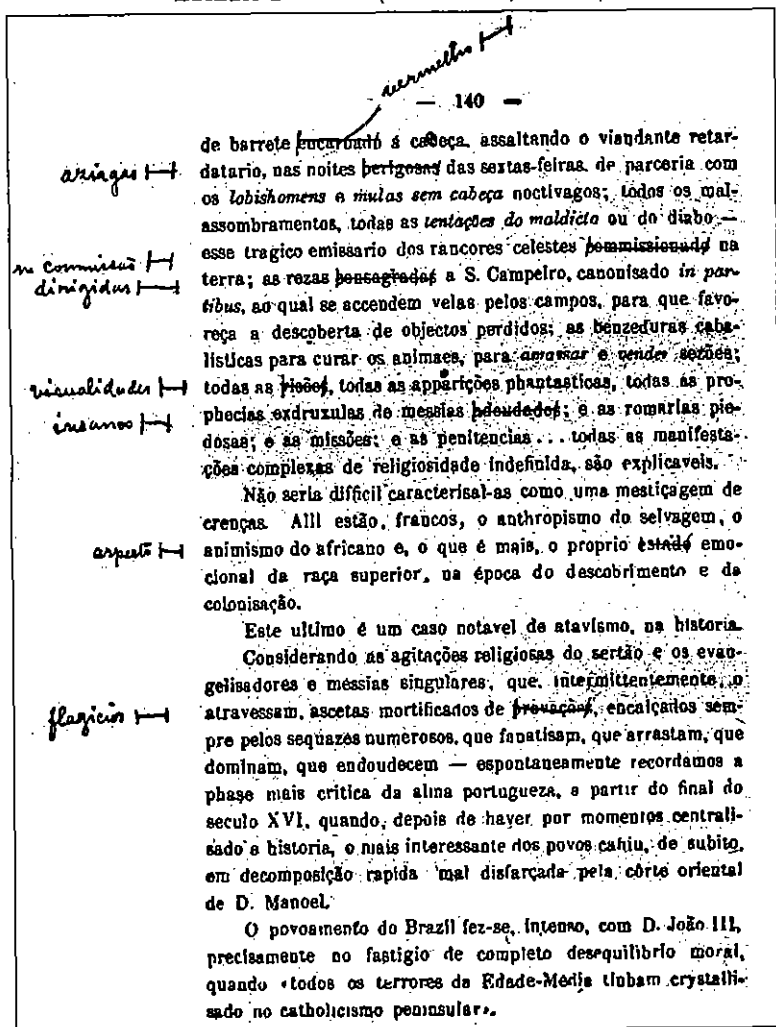 vermelho
— 140 —
de barrete encarnado á cabeça, assaltando o viandante retar-
aziagas
datario, nas noites perigosas das sextas-feiras, de parceria com
os lobishomens e mulas sem cabeça noctivagos; todos os mal-
assombramentos, todas as tentações do maldicto ou do diabo —
esse tragico emissario dos rancores celestes commissionado na
em commissão
terra; as rezas consagradas a S. Campeiro, canonisado in par-
dirigidas
tibus, ao qual se accendem velas pelos campos, para que favo-
reça a descoberta de objectos perdidos; as benzeduras caba-
listicas para curar os animaes, para amassar e vender sezões;
visualidades
todas as visões, todas as apparições phantasticas, todas as pro-
phecias exdruxulas de messias adoudados; e as romarias pie-
insanos
dosas; e as missões; e as penitencias... todas as manifesta-
ções complexas de religiosidade indefinida, são explicaveis.
Não seria difficil caracterisal-as como uma mestiçagem de
crenças. Alli estão, francos, o anthropismo do selvagem, o
aspecto
animismo do africano e, o que é mais, o proprio estado emo-
cional da raça superior, na época do descobrimento e da
colonisação.
Este ultimo é um caso notavel de atavismo, na historia.
Considerando as agitações religiosas do sertão e os evan-
gelisadores e messias singulares, que, intermittentemente, o
flagicios
atravessam, ascetas mortificados de provações, encalçados sem-
pre pelos sequazes numerosos, que fanatisam, que arrastam, que
dominam, que endoudecem — espontaneamente recordamos a
phase mais critica da alma portugueza, a partir do final do
seculo XVI, quando, depois de haver por momentos centrali-
sado a historia, o mais interessante dos povos cahiu, de subito,
em decomposição rapida mal disfarçada pela côrte oriental
de D. Manoel.
O povoamento do Brazil fez-se, intenso, com D. João III,
precisamente no fastigio de completo desequilibrio moral,
quando «todos os terrores da Edade-Média tinham crystalli-
sado no catholicismo peninsular».